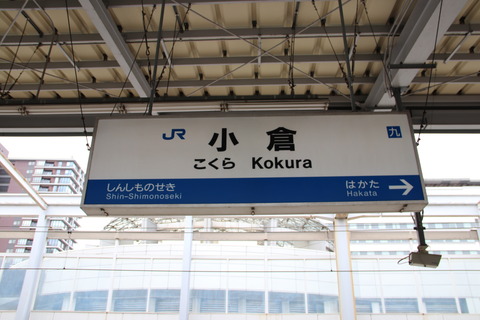 JR 小倉 九
こくら Kokura
しんしものせき はかた →
Shin-Shimonoseki Hakata